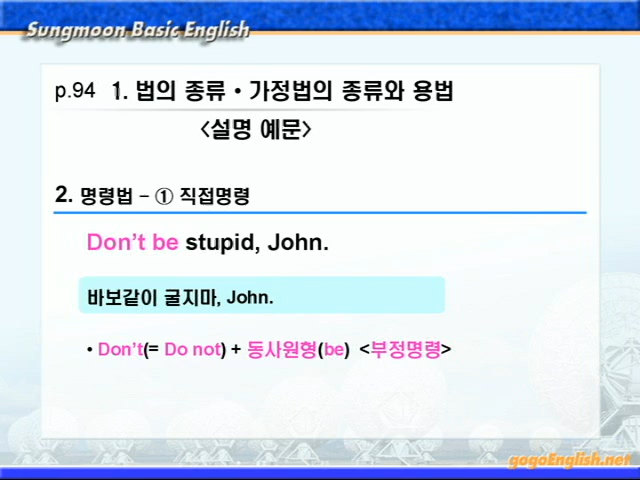 Sungmoon Basic English
p.94 1. 법의 종류 • 가정법의 종류와 용법
<설명 예문>
2. 명령법 – ① 직접명령
Don't be stupid, John.
바보같이 굴지마, John.
• Don't(= Do not) + 동사원형(be) <부정명령>
gogoEnglish.net